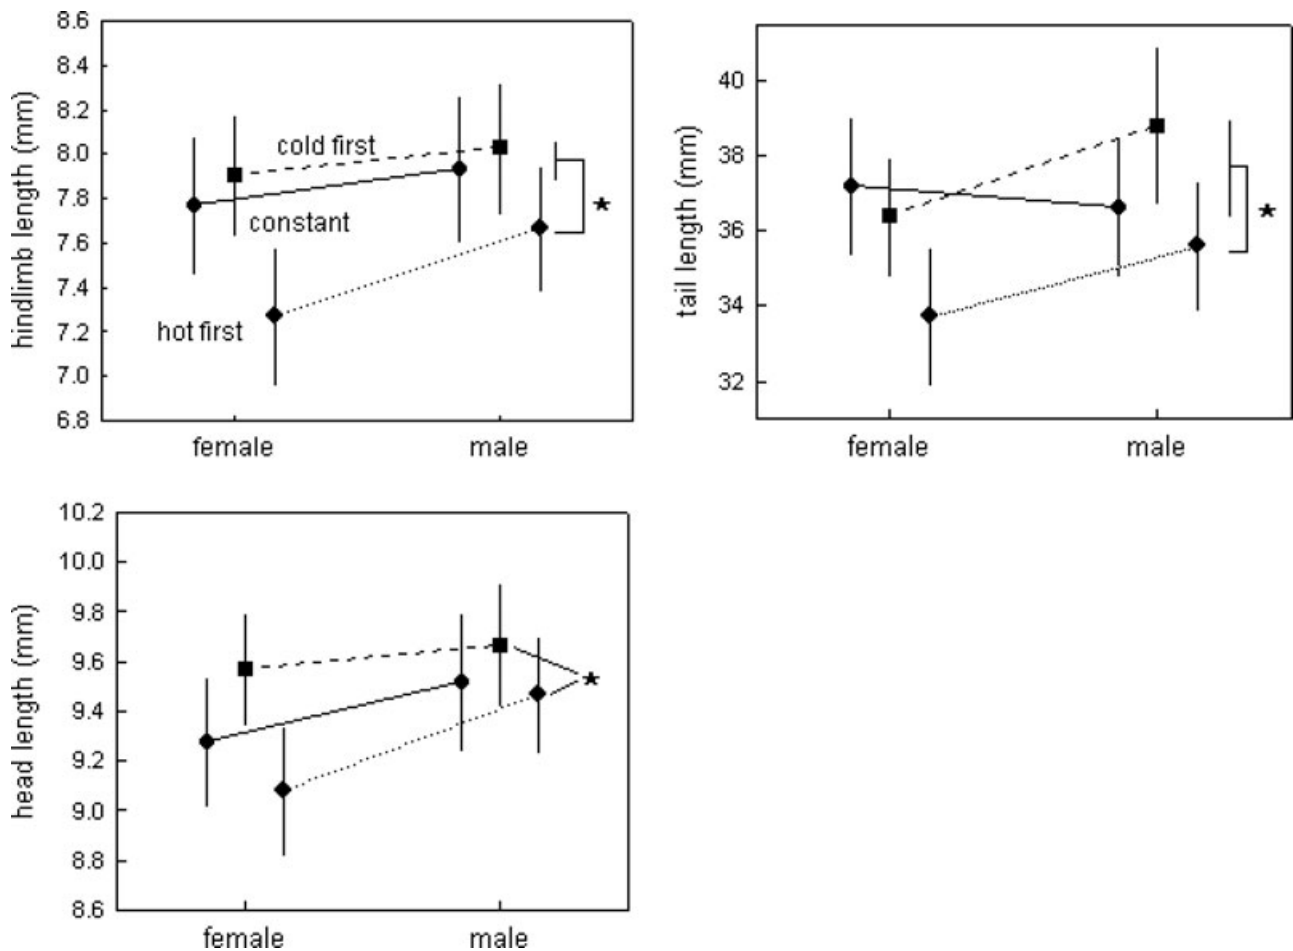 hindlimb length (mm)
8.6
8.4
8.2
8.0
7.8
7.6
7.4
7.2
7.0
6.8
cold first
constant
hot first
female
male
tail length (mm)
40
38
36
34
32
female
male
head length (mm)
10.2
10.0
9.8
9.6
9.4
9.2
9.0
8.8
8.6
female
male